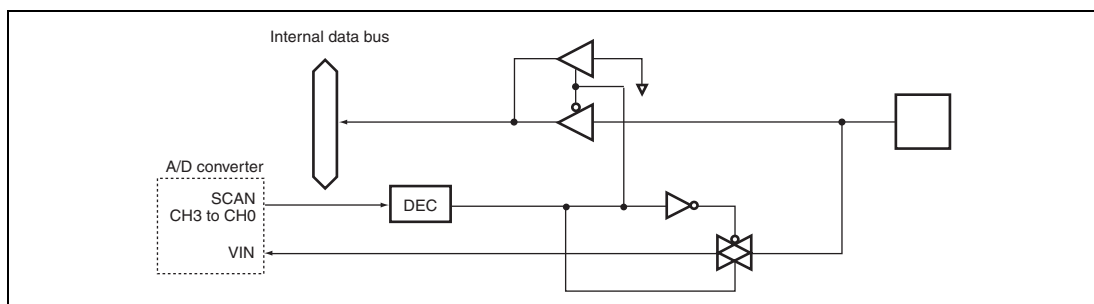 Internal data bus
A/D converter
SCAN
CH3 to CH0
DEC
VIN